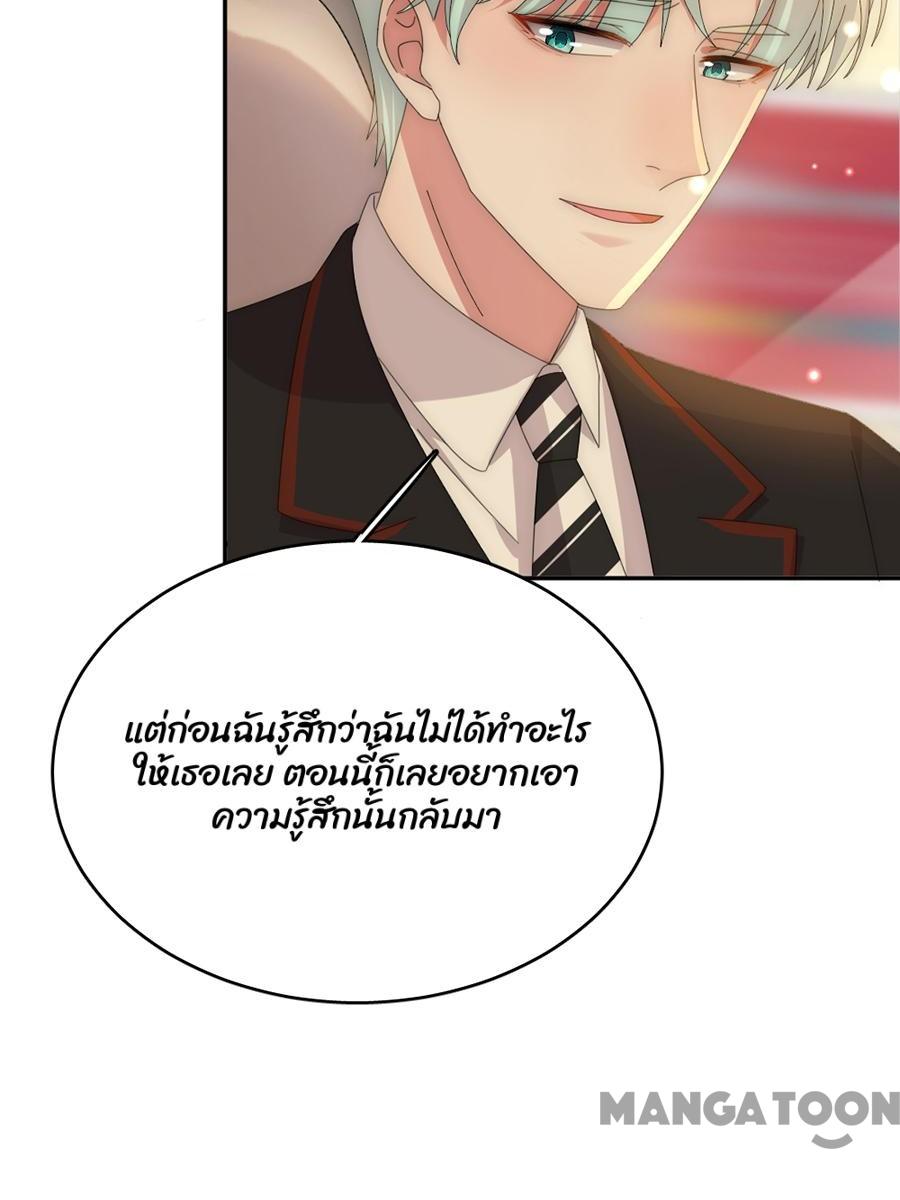 แต่ก่อนฉันรู้สึกว่าฉันไม่ได้ทำอะไร
ให้เธอเลย ตอนนี้ก็เลยอยากเอา
ความรู้สึกนั้นกลับมา
MANGATOON